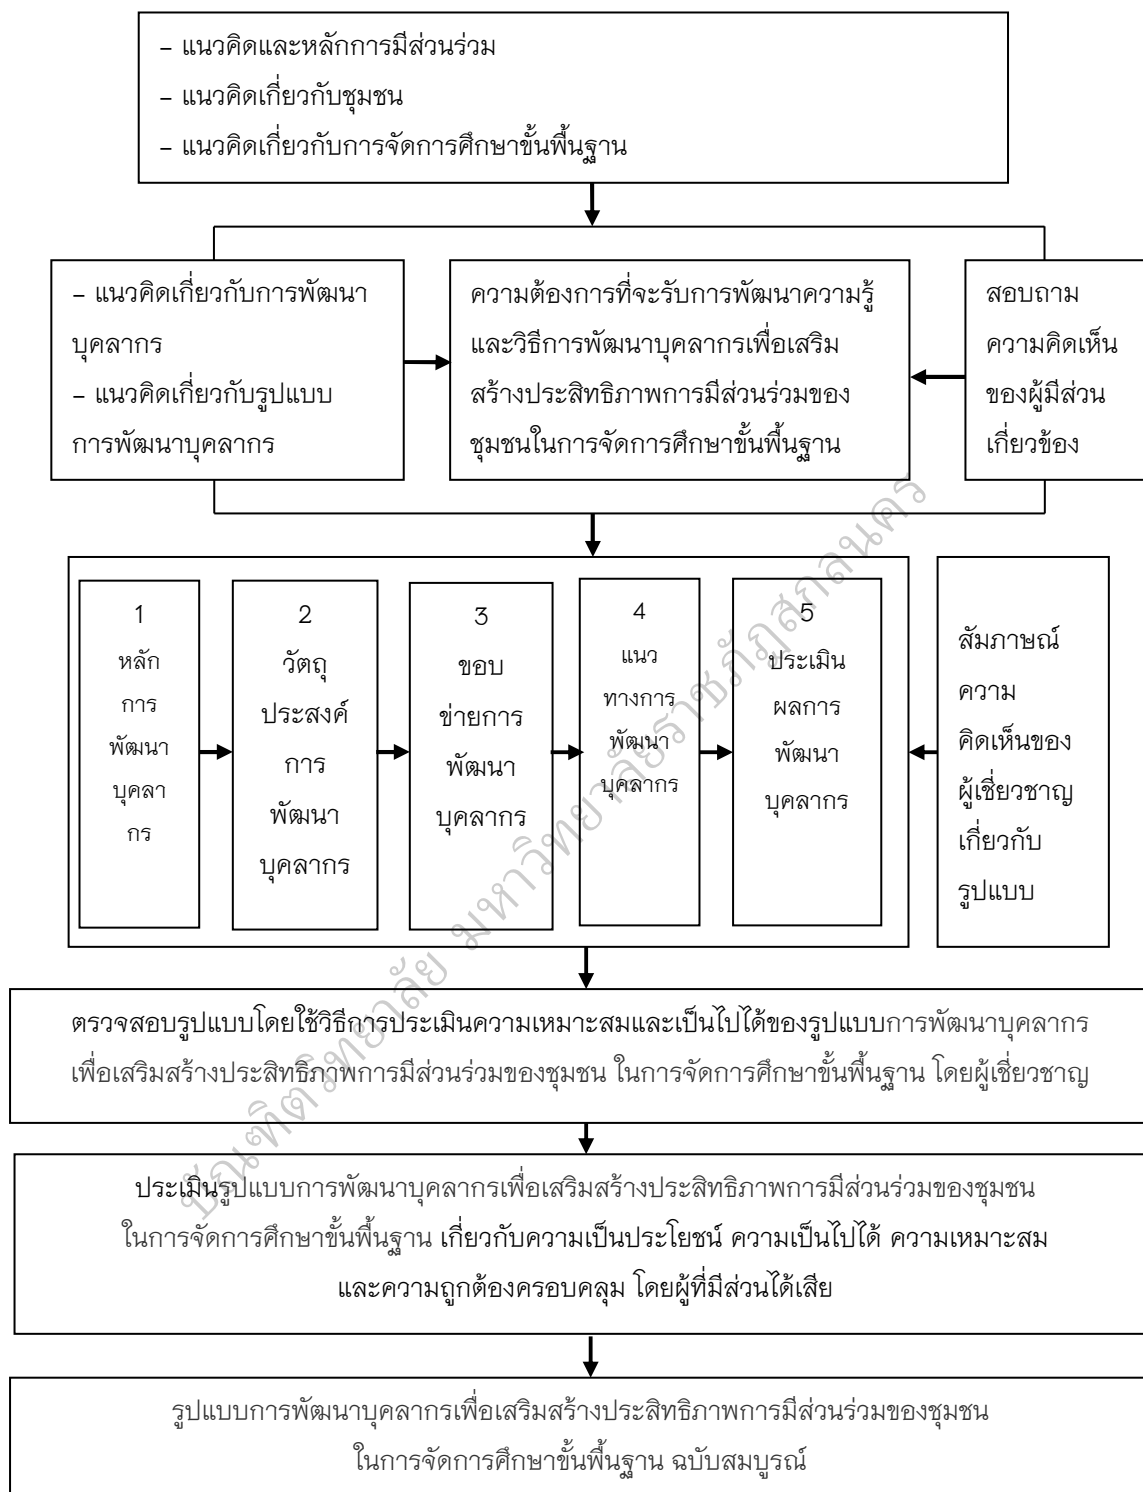 – แนวคิดและหลักการมีส่วนร่วม
– แนวคิดเกี่ยวกับชุมชน
– แนวคิดเกี่ยวกับการจัดการศึกษาขั้นพื้นฐาน
– แนวคิดเกี่ยวกับการพัฒนา
บุคลากร
– แนวคิดเกี่ยวกับรูปแบบ
การพัฒนาบุคลากร
ความต้องการที่จะรับการพัฒนาความรู้
และวิธีการพัฒนาบุคลากรเพื่อเสริม
สร้างประสิทธิภาพการมีส่วนร่วมของ
ชุมชนในการจัดการศึกษาขั้นพื้นฐาน
สอบถาม
ความคิดเห็น
ของผู้มีส่วน
เกี่ยวข้อง
1
หลัก
การ
พัฒนา
บุคลา
กร
2
วัตถุ
ประสงค์
การ
พัฒนา
บุคลากร
3
ขอบ
ข่ายการ
พัฒนา
บุคลากร
4
แนว
ทางการ
พัฒนา
บุคลากร
5
ประเมิน
ผลการ
พัฒนา
บุคลากร
สัมภาษณ์
ความ
คิดเห็นของ
ผู้เชี่ยวชาญ
เกี่ยวกับ
รูปแบบ
ตรวจสอบรูปแบบโดยใช้วิธีการประเมินความเหมาะสมและเป็นไปได้ของรูปแบบการพัฒนาบุคลากร
เพื่อเสริมสร้างประสิทธิภาพการมีส่วนร่วมของชุมชน ในการจัดการศึกษาขั้นพื้นฐาน โดยผู้เชี่ยวชาญ
ประเมินรูปแบบการพัฒนาบุคลากรเพื่อเสริมสร้างประสิทธิภาพการมีส่วนร่วมของชุมชน
ในการจัดการศึกษาขั้นพื้นฐาน เกี่ยวกับความเป็นประโยชน์ ความเป็นไปได้ ความเหมาะสม
และความถูกต้องครอบคลุม โดยผู้ที่มีส่วนได้เสีย
รูปแบบการพัฒนาบุคลากรเพื่อเสริมสร้างประสิทธิภาพการมีส่วนร่วมของชุมชน
ในการจัดการศึกษาขั้นพื้นฐาน ฉบับสมบูรณ์
บัณฑิตวิทยาลัย มหาวิทยาลัยราชภัฏสกลนคร